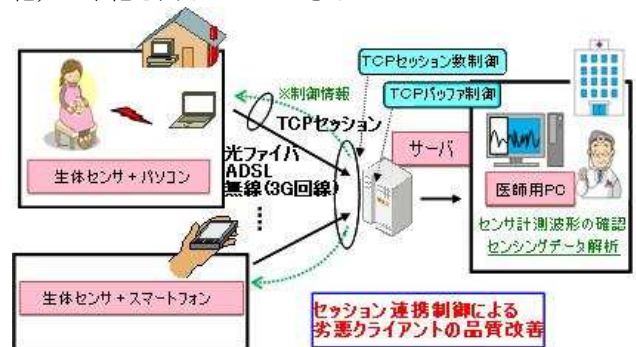 TCPセッション数制御
TCPバッファ制御
※制御情報
TCPセッション
光ファイバ
ADSL
無線(3G回線)
サーバ
生体センサ+パソコン
医師用PC
センサ計測波形の確認
センシングデータ解析
生体センサ+スマートフォン
セッション連携制御による
劣悪クライアントの品質改善